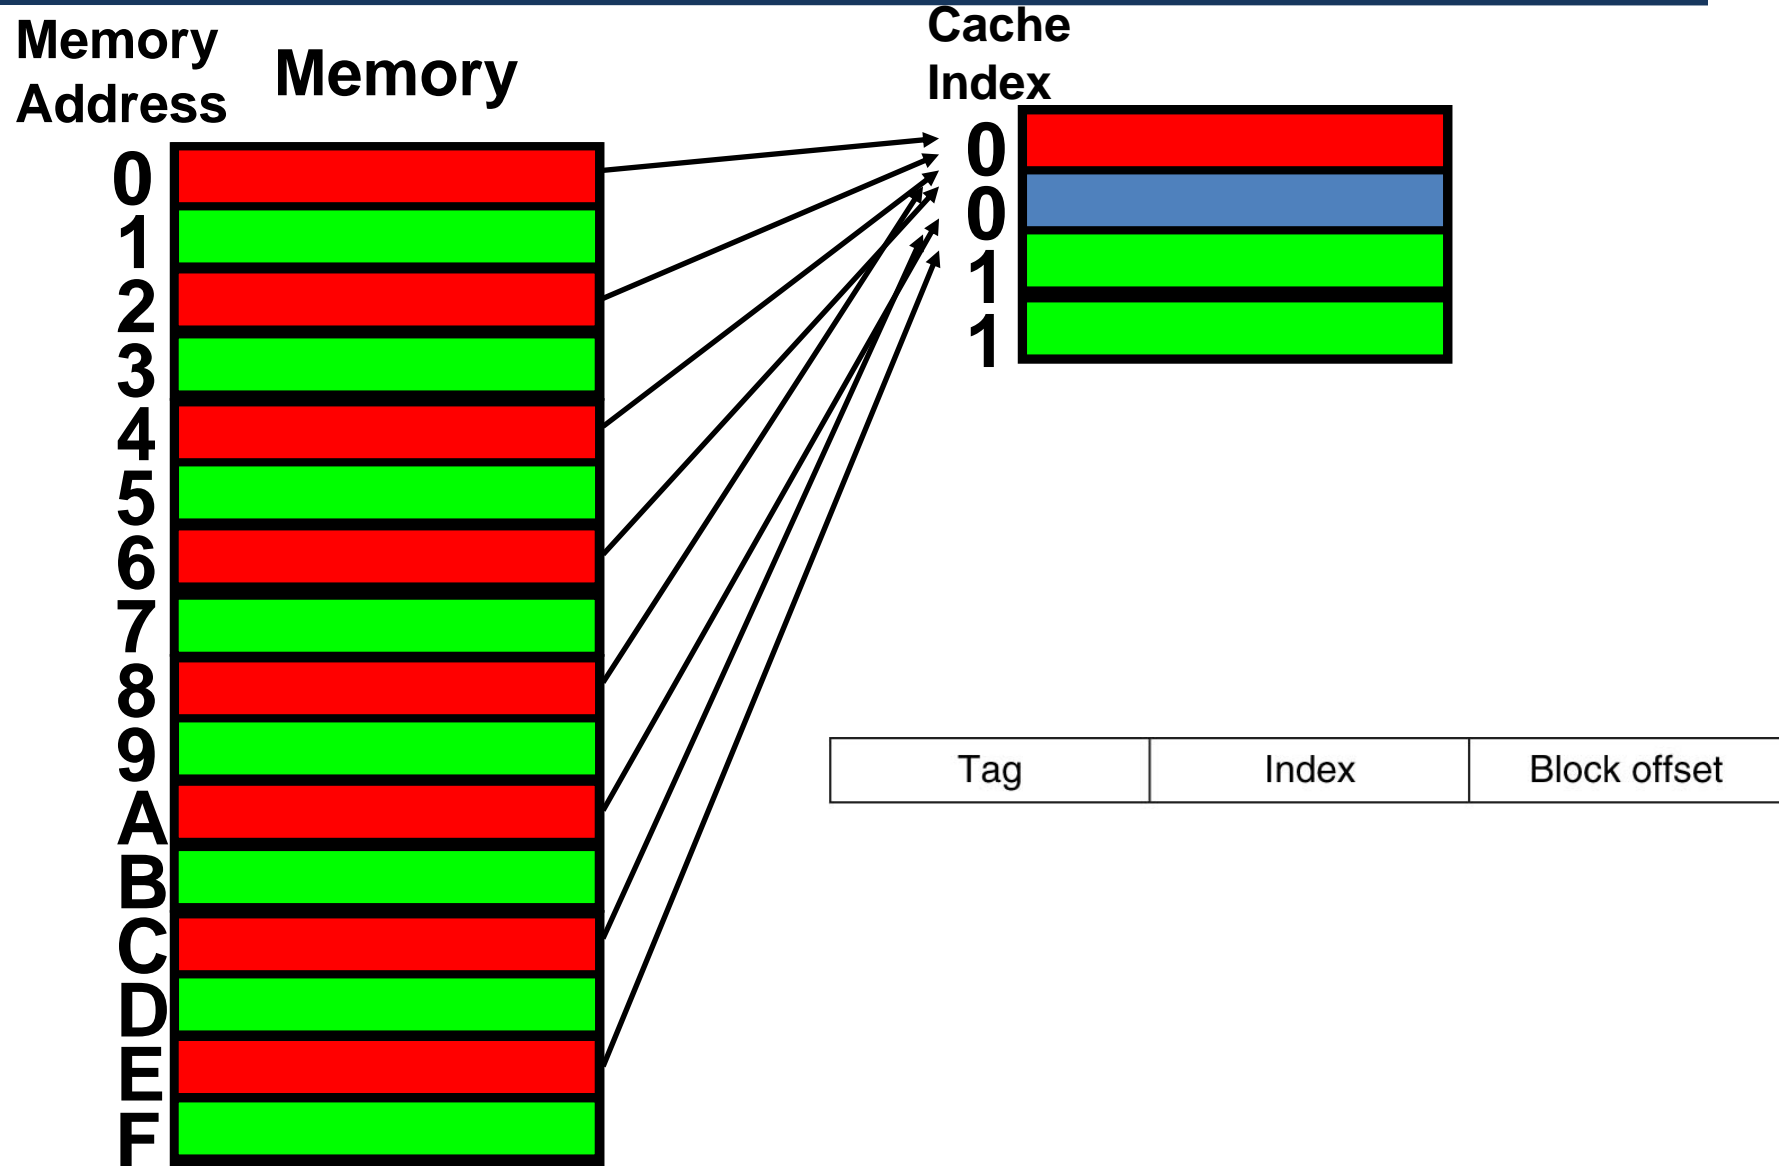 Memory
Address
Memory
0
1
2
3
4
5
6
7
8
9
A
B
C
D
E
F
Cache
Index
0
0
1
1
Tag Index Block offset